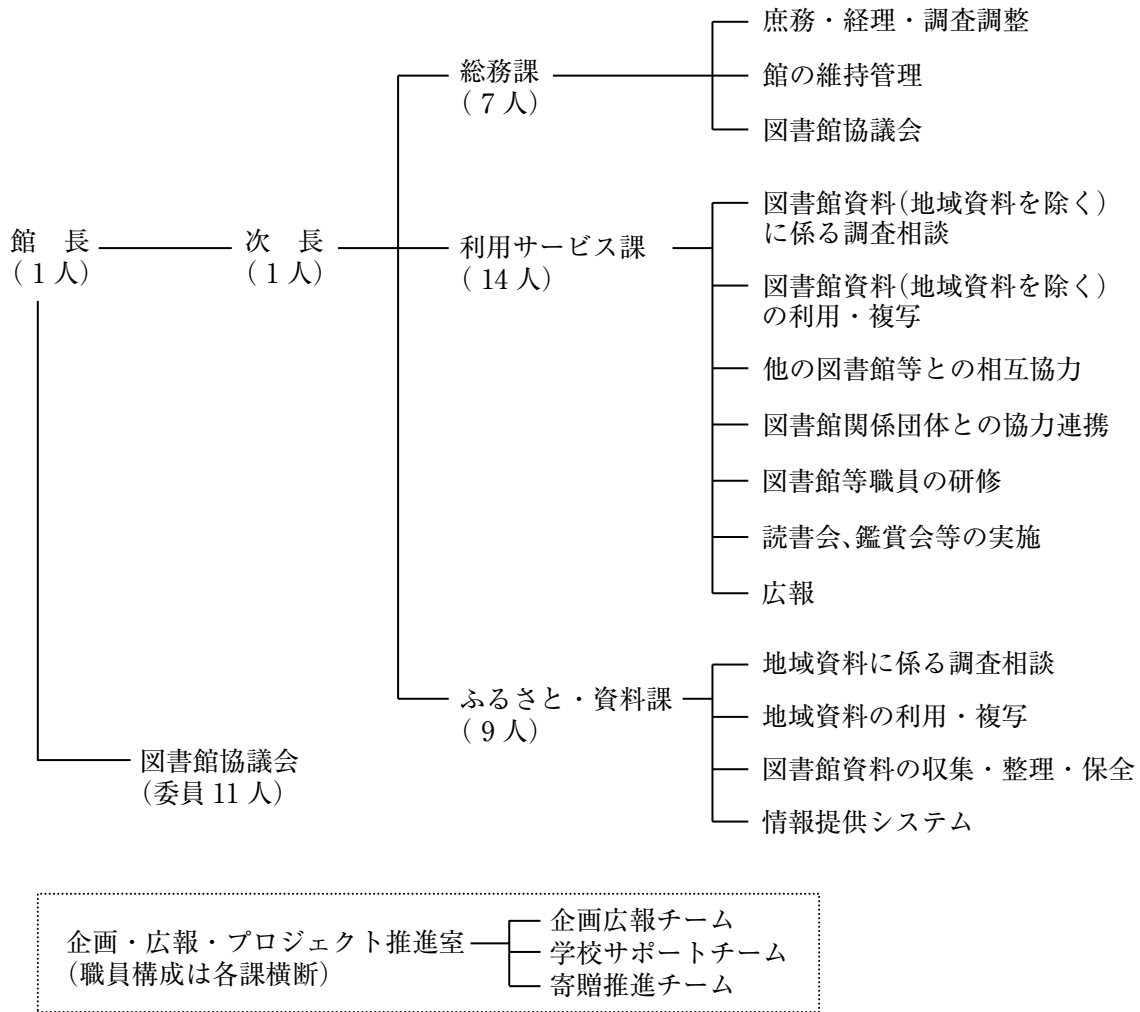 館　長
（1人）
次　長
（1人）
総務課
（7人）
庶務・経理・調査調整
館の維持管理
図書館協議会
利用サービス課
（14人）
図書館資料（地域資料を除く）
に係る調査相談
図書館資料（地域資料を除く）
の利用・複写
他の図書館等との相互協力
図書館関係団体との協力連携
図書館等職員の研修
読書会、鑑賞会等の実施
広報
ふるさと・資料課
（9人）
地域資料に係る調査相談
地域資料の利用・複写
図書館資料の収集・整理・保全
情報提供システム
図書館協議会
（委員11人）
企画・広報・プロジェクト推進室
（職員構成は各課横断）
企画広報チーム
学校サポートチーム
寄贈推進チーム